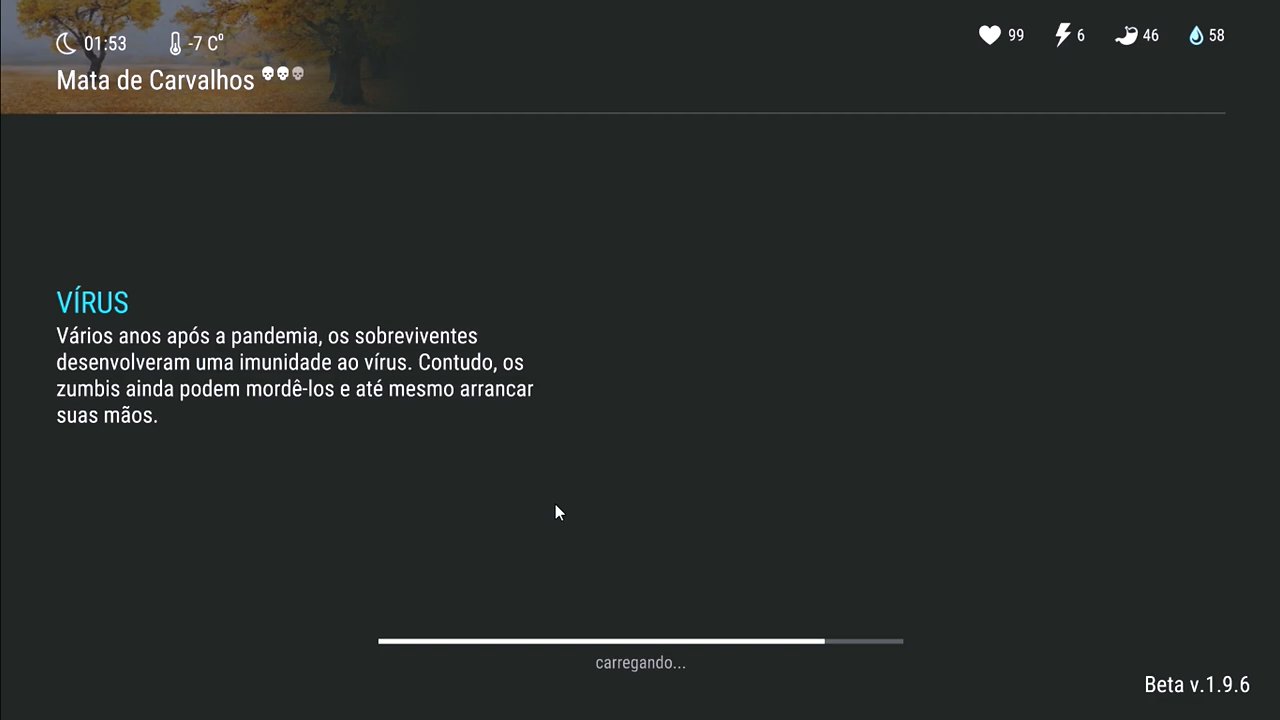 01:53 -7 Cº
Mata de Carvalhos
99 6 46 58
VÍRUS
Vários anos após a pandemia, os sobreviventes
desenvolveram uma imunidade ao vírus. Contudo, os
zumbis ainda podem mordê-los e até mesmo arrancar
suas mãos.
carregando...
Beta v.1.9.6